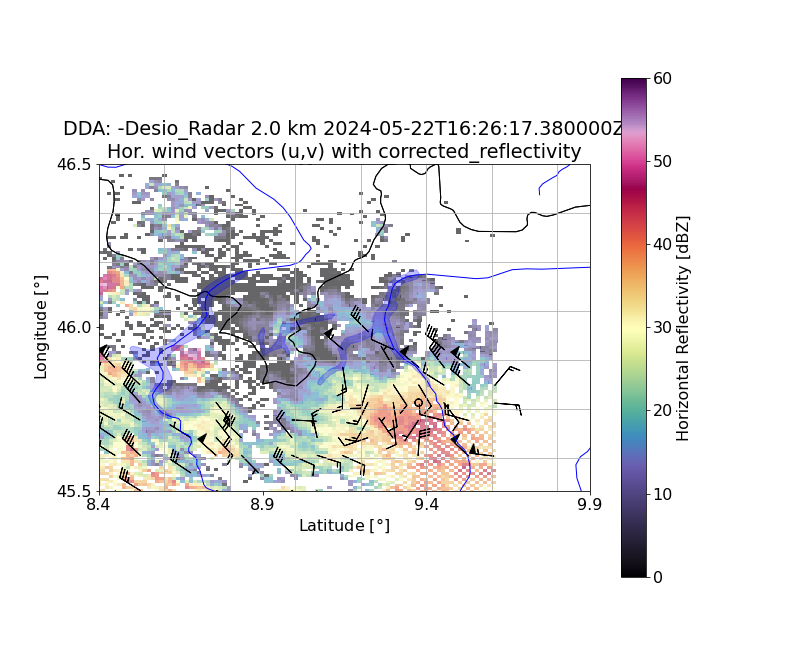 DDA: -Desio_Radar 2.0 km 2024-05-22T16:26:17.380000Z
Hor. wind vectors (u,v) with corrected_reflectivity
46.5
46.0
45.5
8.4
8.9
9.4
9.9
Latitude [°]
Longitude [°]
60
50
40
30
20
10
0
Horizontal Reflectivity [dBZ]